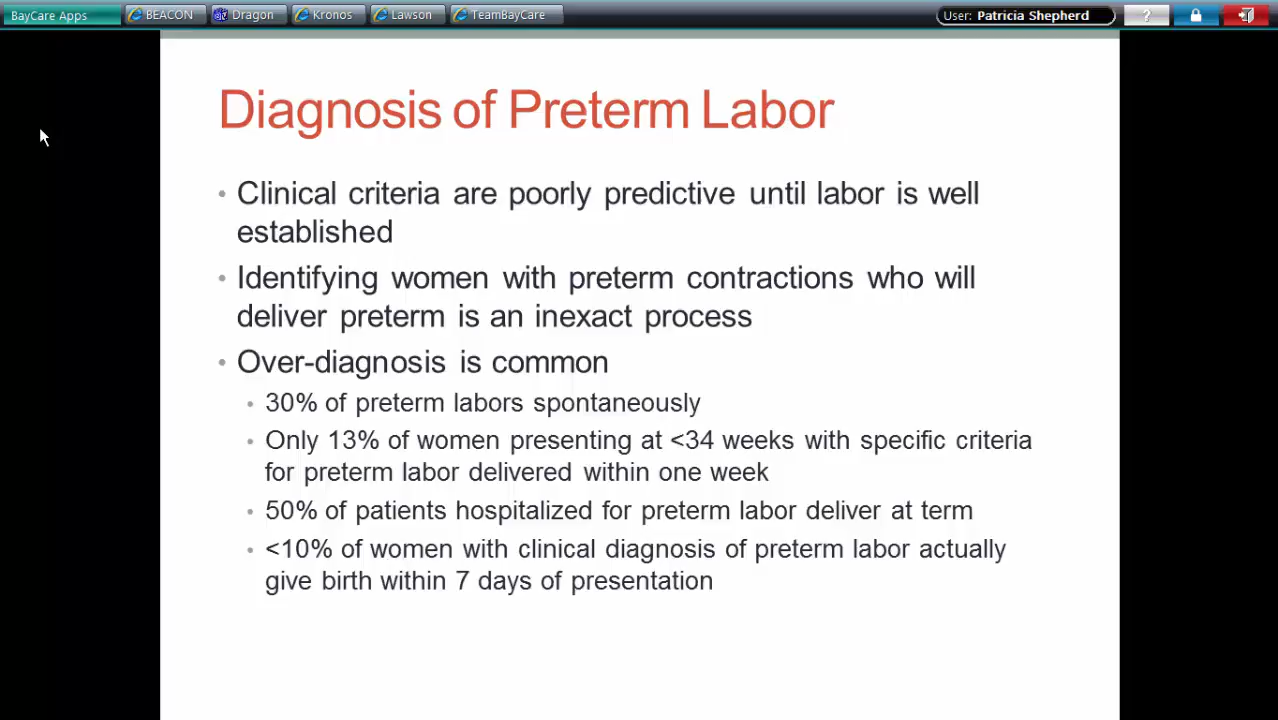 BayCare Apps BEACON Dragon Kronos Lawson TeamBayCare User: Patricia Shepherd ?
Diagnosis of Preterm Labor
• Clinical criteria are poorly predictive until labor is well
established
• Identifying women with preterm contractions who will
deliver preterm is an inexact process
• Over-diagnosis is common
• 30% of preterm labors spontaneously
• Only 13% of women presenting at <34 weeks with specific criteria
for preterm labor delivered within one week
• 50% of patients hospitalized for preterm labor deliver at term
• <10% of women with clinical diagnosis of preterm labor actually
give birth within 7 days of presentation